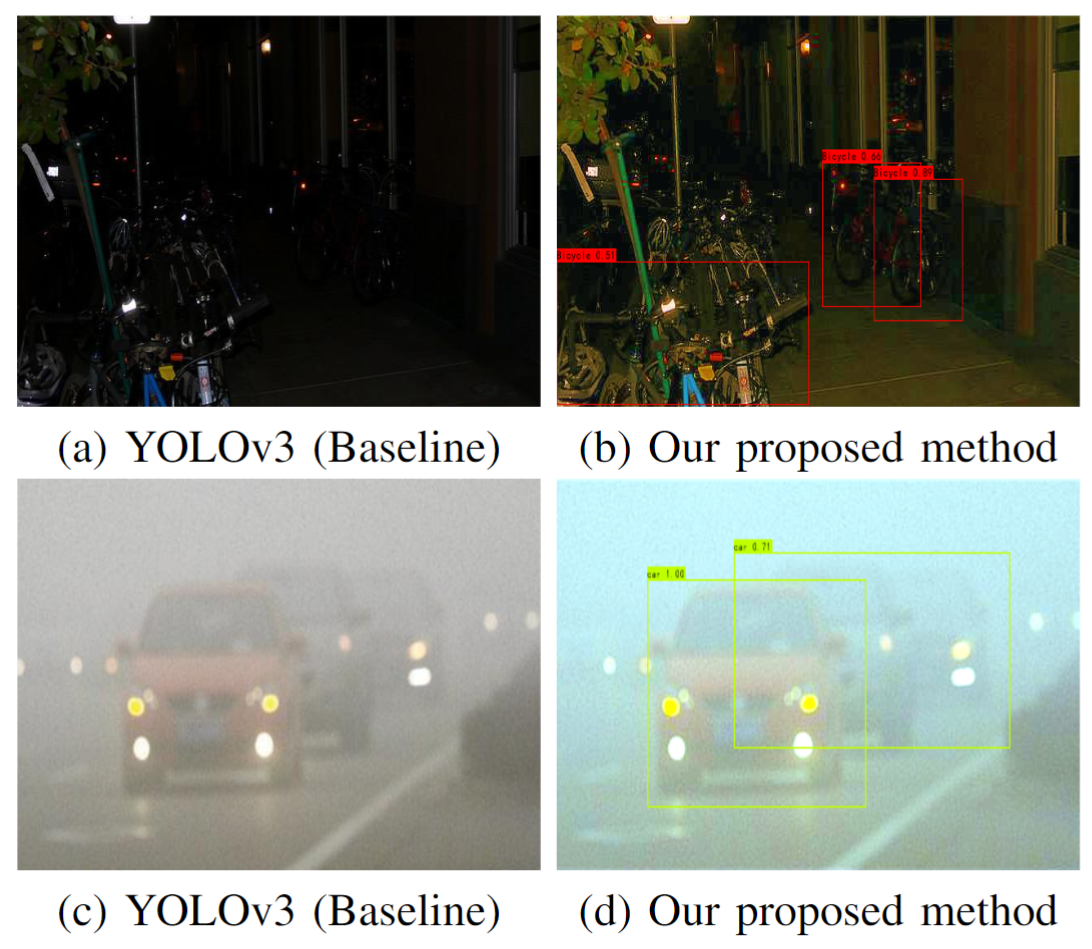 Bicycle 0.66
Bicycle 0.89
Bicycle 0.51
(a) YOLOv3 (Baseline)
(b) Our proposed method
car 0.71
car 1.00
(c) YOLOv3 (Baseline)
(d) Our proposed method